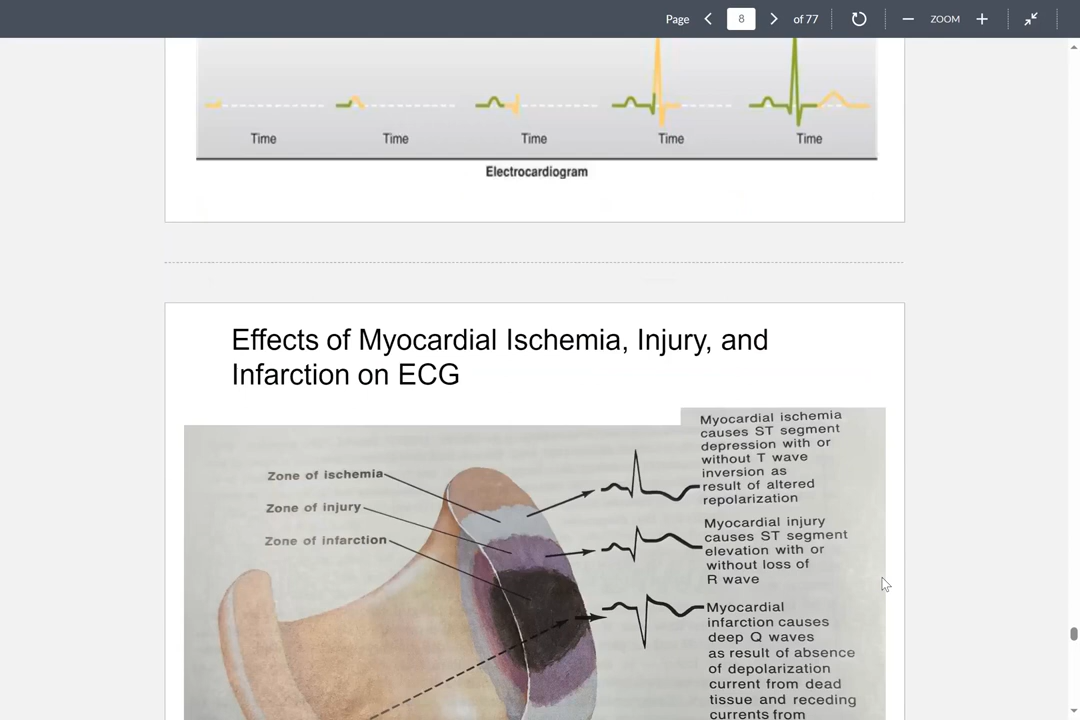 Page 8 of 77 ZOOM
Time Time Time Time Time
Electrocardiogram
Effects of Myocardial Ischemia, Injury, and
Infarction on ECG
Zone of ischemia
Zone of injury
Zone of infarction
Myocardial ischemia
causes ST segment
depression with or
without T wave
inversion as
result of altered
repolarization
Myocardial injury
causes ST segment
elevation with or
without loss of
R wave
Myocardial
infarction causes
deep Q waves
as result of absence
of depolarization
current from dead
tissue and receding
currents from